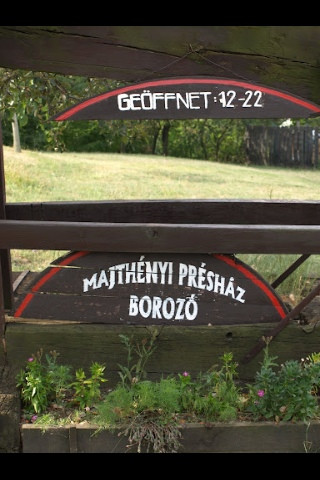 GEÖFFNET: 12-22
MAJTHÉNYI PRÉSHÁZ
BOROZÓ